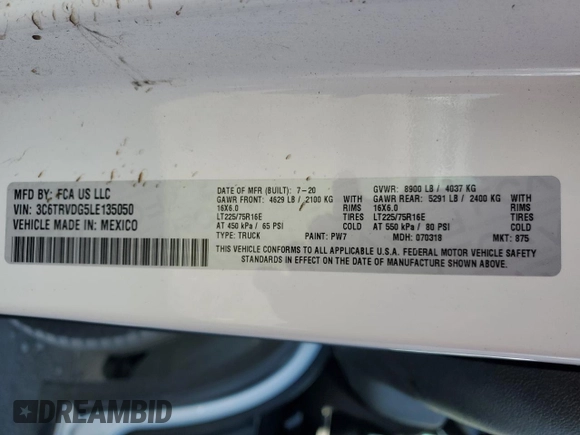 MFD BY: FCA US LLC
VIN: 3C6TRVDG5LE135050
VEHICLE MADE IN: MEXICO
DATE OF MFR (BUILT): 7-20
GAWR FRONT: 4629 LB / 2100 KG WITH
16X6.0 RIMS
LT225/75R16E TIRES
AT 450 kPa / 65 PSI COLD
TYPE: TRUCK PAINT: PW7
GVWR: 8900 LB / 4037 KG
GAWR REAR: 5291 LB / 2400 KG WITH
16X6.0 RIMS
LT225/75R16E TIRES
AT 550 kPa / 80 PSI COLD
MDH: 070318 MKT: 875
THIS VEHICLE CONFORMS TO ALL APPLICABLE U.S.A. FEDERAL MOTOR VEHICLE SAFETY
STANDARDS IN EFFECT ON THE DATE OF MANUFACTURE SHOWN ABOVE.
DREAMBID